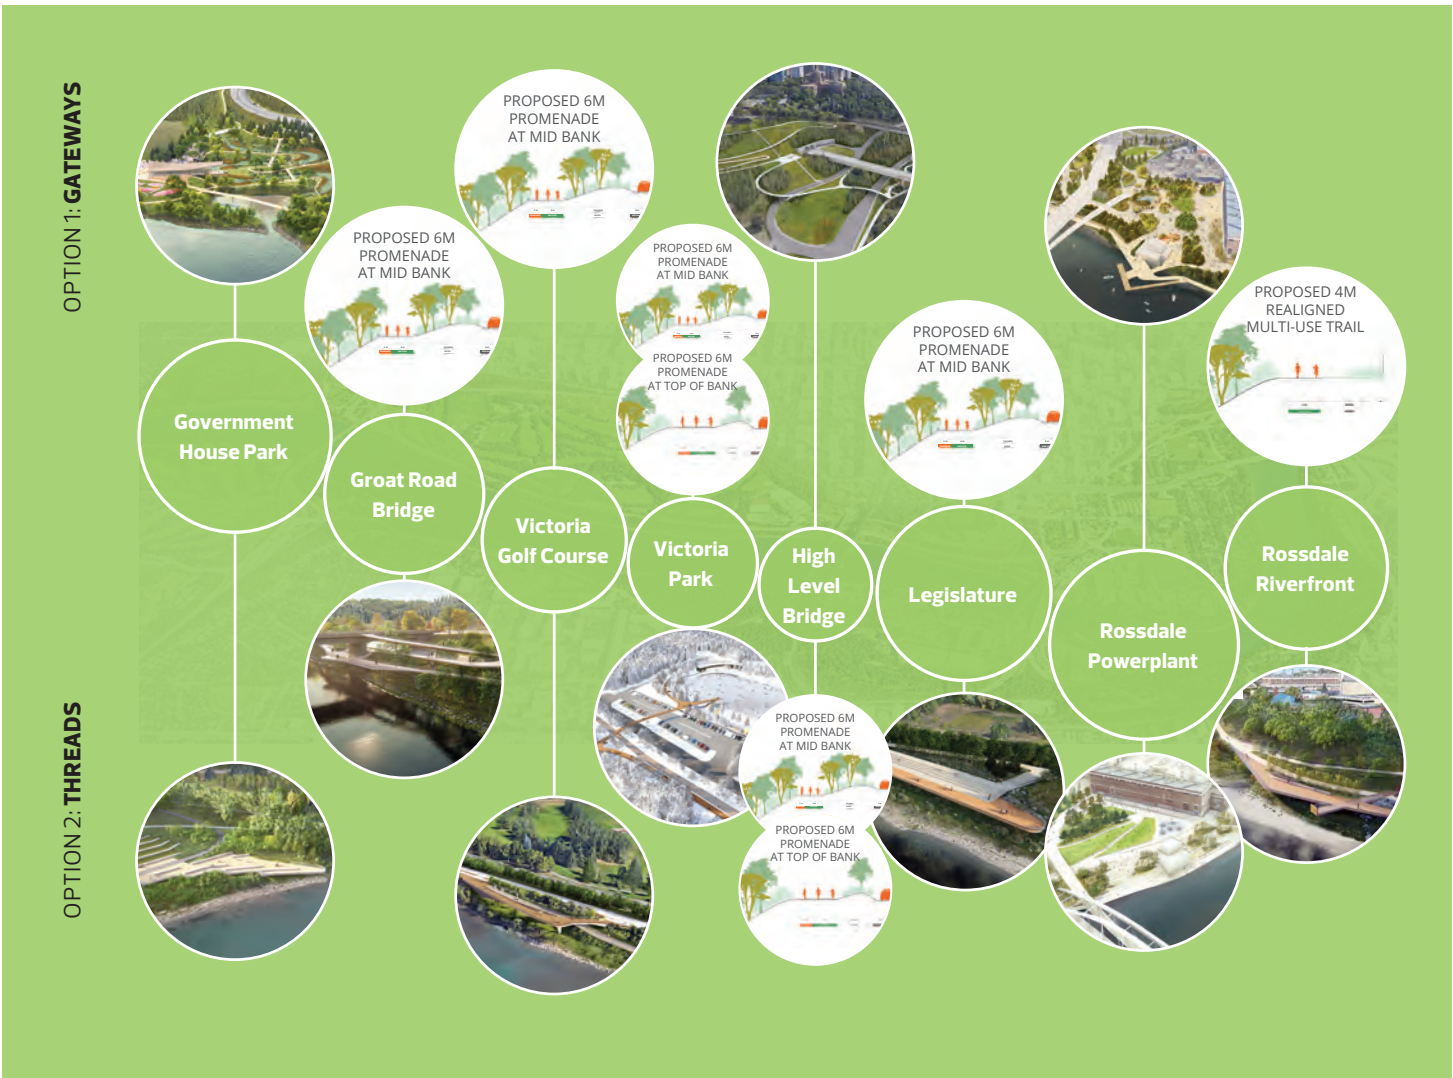 OPTION 1: GATEWAYS
PROPOSED 6M
PROMENADE
AT MID BANK
PROPOSED 6M
PROMENADE
AT MID BANK
PROPOSED 6M
PROMENADE
AT MID BANK
PROPOSED 6M
PROMENADE
AT TOP OF BANK
PROPOSED 6M
PROMENADE
AT MID BANK
PROPOSED 4M
REALIGNED
MULTI-USE TRAIL
Government
House Park
Groat Road
Bridge
Victoria
Golf Course
Victoria
Park
High
Level
Bridge
Legislature
Rossdale
Powerplant
Rossdale
Riverfront
OPTION 2: THREADS
PROPOSED 6M
PROMENADE
AT MID BANK
PROPOSED 6M
PROMENADE
AT TOP OF BANK